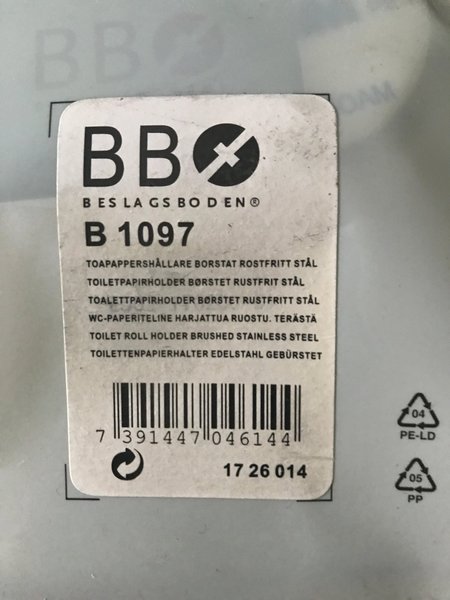 BBO
BBO
BESLAGSBODEN®
B 1097
TOAPAPPERSHÅLLARE BORSTAT ROSTFRITT STÅL
TOILETPAPIRHOLDER BØRSTET RUSTFRIT STÅL
TOALETTPAPIRHOLDER BØRSTET RUSTFRITT STÅL
WC-PAPERITELINE HARJATTUA RUOSTU. TERÄSTÄ
TOILET ROLL HOLDER BRUSHED STAINLESS STEEL
TOILETTENPAPIERHALTER EDELSTAHL GEBÜRSTET
7 391447 046144
17 26 014
04
PE-LD
05
PP